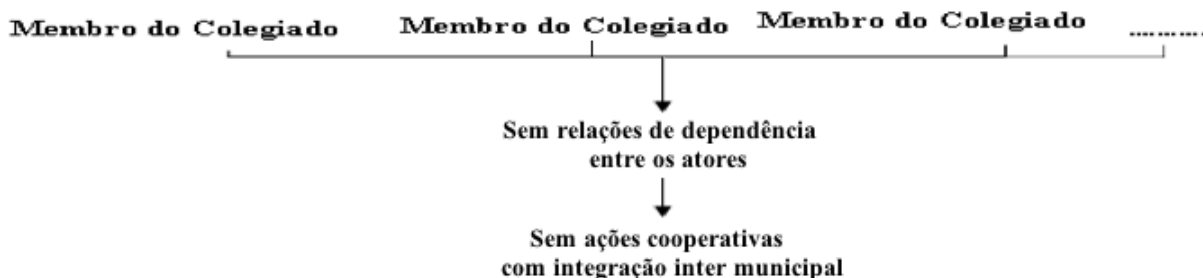 Membro do Colegiado Membro do Colegiado Membro do Colegiado ..........
Sem relações de dependência
entre os atores
Sem ações cooperativas
com integração inter municipal